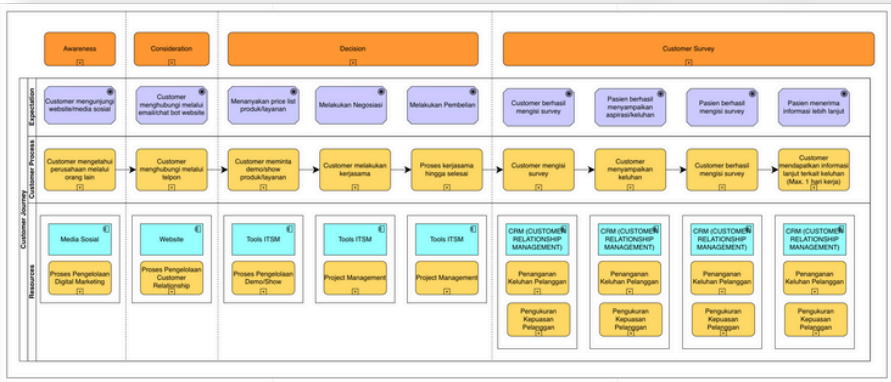 Awareness
Consideration
Decision
Customer Survey
Customer Journey
Expectation
Customer mengunjungi
website/media sosial
Customer
menghubungi melalui
email/chat bot website
Menanyakan price list
produk/layanan
Melakukan Negosiasi
Melakukan Pembelian
Customer berhasil
mengisi survey
Pasien berhasil
menyampaikan
aspirasi/keluhan
Pasien berhasil
mengisi survey
Pasien menerima
informasi lebih lanjut
Customer Process
Customer mengetahui
perusahaan melalui
orang lain
Customer
menghubungi melalui
telpon
Customer meminta
demo/show
produk/layanan
Customer melakukan
kerjasama
Proses kerjasama
hingga selesai
Customer mengisi
survey
Customer
menyampaikan
keluhan
Customer berhasil
mengisi survey
Customer
mendapatkan informasi
lanjut terkait keluhan
(Max. 1 hari kerja)
Resources
Media Sosial
Website
Tools ITSM
Tools ITSM
Tools ITSM
CRM (CUSTOMER
RELATIONSHIP
MANAGEMENT)
CRM (CUSTOMER
RELATIONSHIP
MANAGEMENT)
CRM (CUSTOMER
RELATIONSHIP
MANAGEMENT)
CRM (CUSTOMER
RELATIONSHIP
MANAGEMENT)
Proses Pengelolaan
Digital Marketing
Proses Pengelolaan
Customer
Relationship
Proses Pengelolaan
Demo/Show
Project Management
Project Management
Penanganan
Keluhan Pelanggan
Penanganan
Keluhan Pelanggan
Penanganan
Keluhan Pelanggan
Penanganan
Keluhan Pelanggan
Pengukuran
Kepuasan
Pelanggan
Pengukuran
Kepuasan
Pelanggan
Pengukuran
Kepuasan
Pelanggan
Pengukuran
Kepuasan
Pelanggan